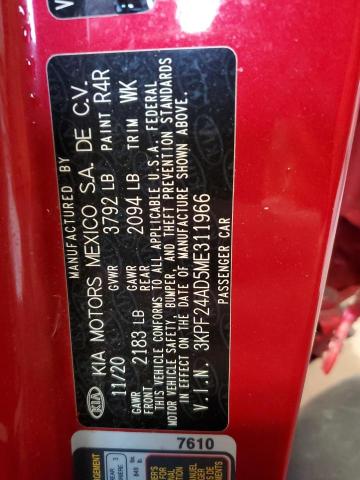 MANUFACTURED BY
KIA KIA MOTORS MEXICO S.A. DE C.V.
11/20 GVWR 3792 LB PAINT R4R
GAWR FRONT 2183 LB GAWR REAR 2094 LB TRIM WK
THIS VEHICLE CONFORMS TO ALL APPLICABLE U.S.A. FEDERAL
MOTOR VEHICLE SAFETY, BUMPER, AND THEFT PREVENTION STANDARDS
IN EFFECT ON THE DATE OF MANUFACTURE SHOWN ABOVE.
V.I.N. 3KPF24AD5ME311966
PASSENGER CAR
7610